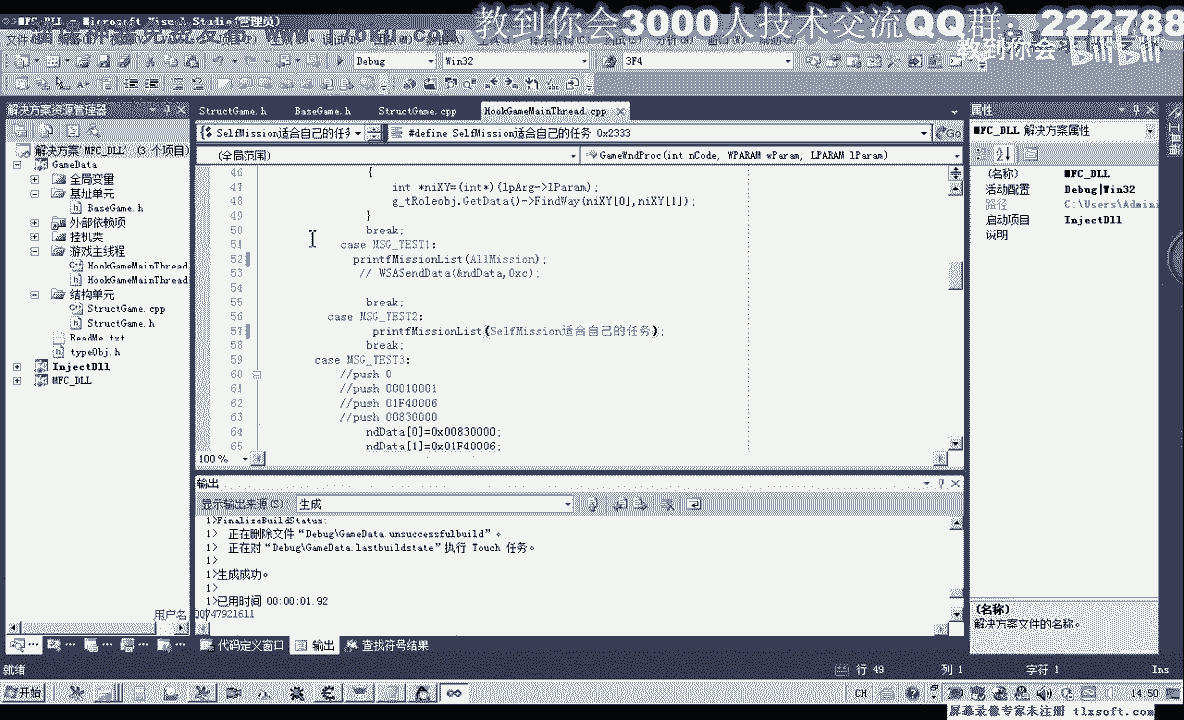 教到你会3000人技术交流QQ群：222788
教到你会
MFC_DLL - Microsoft Visual Studio(管理员)
Debug
Win32
3F4
解决方案资源管理器
StructGame.h
BaseGame.h
StructGame.cpp
HookGameMainThread.cpp
属性
SelfMission适合自己的任务
#define SelfMission适合自己的任务 0x2333
Go
MFC_DLL 解决方案属性
(全局范围)
GameWndProc(int nCode, WPARAM wParam, LPARAM lParam)
解决方案'MFC_DLL' (3 个项目)
GameData
全局变量
基址单元
BaseGame.h
外部依赖项
挂机类
游戏主线程
HookGameMainThread
HookGameMainThread
结构单元
StructGame.cpp
StructGame.h
ReadMe.txt
typeObj.h
InjectDll
MFC_DLL
46 {
47 int *niXY=(int*)(lpArg->lParam);
48 g_tRoleobj.GetData()->FindWay(niXY[0],niXY[1]);
49 }
50 break;
51 case MSG_TEST1:
52 printfMissionList(AllMission);
53 // WSASendData(&ndData,0xc);
54
55 break;
56 case MSG_TEST2:
57 printfMissionList(SelfMission适合自己的任务);
58 break;
59 case MSG_TEST3:
60 //push 0
61 //push 00010001
62 //push 01F40006
63 //push 00830000
64 ndData[0]=0x00830000;
65 ndData[1]=0x01F40006;
100 %
(名称) MFC_DLL
活动配置 Debug|Win32
路径 C:\Users\Admini
启动项目 InjectDll
说明
输出
显示输出来源(S): 生成
1>FinalizeBuildStatus:
1> 正在删除文件“Debug\GameData.unsuccessfulbuild”。
1> 正在对“Debug\GameData.lastbuildstate”执行 Touch 任务。
1>
1>生成成功。
1>
1>已用时间 00:00:01.92
(名称)
解决方案文件的名称。
用户名
代码定义窗口
输出
查找符号结果
就绪
行 49
列 1
字符 1
Ins
开始
CH
14:50
屏幕录像专家未注册 tlxsoft.com